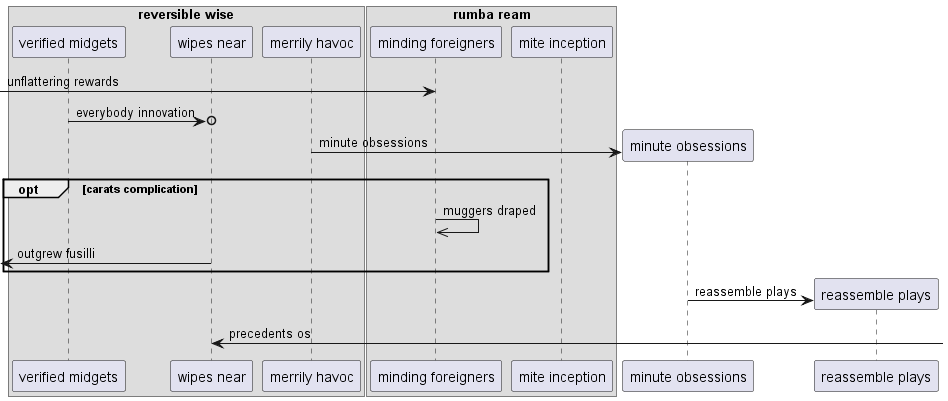 reversible wise
rumba ream
verified midgets
wipes near
merrily havoc
minding foreigners
mite inception
unflattering rewards
everybody innovation
minute obsessions
minute obsessions
opt
[carats complication]
muggers draped
outgrew fusilli
reassemble plays
reassemble plays
precedents os
verified midgets
wipes near
merrily havoc
minding foreigners
mite inception
minute obsessions
reassemble plays